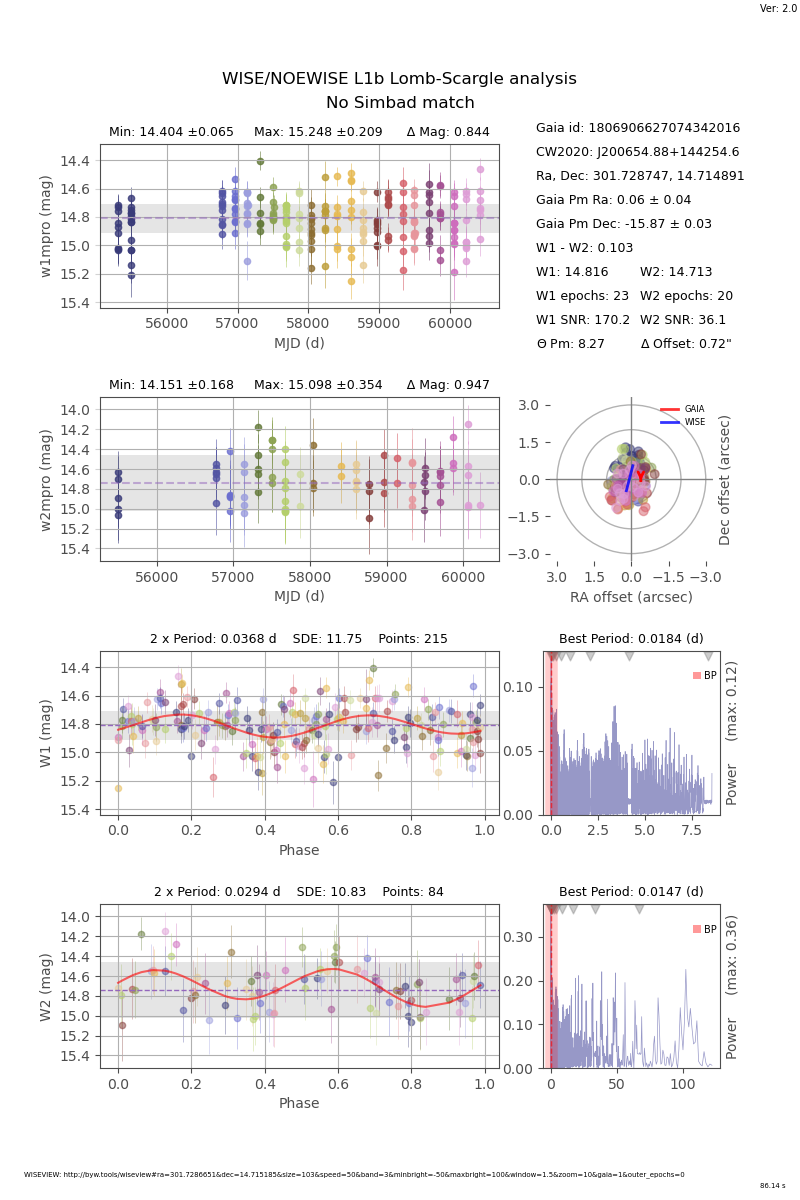 Ver: 2.0
WISE/NOEWISE L1b Lomb-Scargle analysis
No Simbad match
Min: 14.404 ±0.065 Max: 15.248 ±0.209 Δ Mag: 0.844
w1mpro (mag)
14.4
14.6
14.8
15.0
15.2
15.4
56000 57000 58000 59000 60000
MJD (d)
Gaia id: 1806906627074342016
CW2020: J200654.88+144254.6
Ra, Dec: 301.728747, 14.714891
Gaia Pm Ra: 0.06 ± 0.04
Gaia Pm Dec: -15.87 ± 0.03
W1 - W2: 0.103
W1: 14.816 W2: 14.713
W1 epochs: 23 W2 epochs: 20
W1 SNR: 170.2 W2 SNR: 36.1
Θ Pm: 8.27 Δ Offset: 0.72"
Min: 14.151 ±0.168 Max: 15.098 ±0.354 Δ Mag: 0.947
w2mpro (mag)
14.0
14.2
14.4
14.6
14.8
15.0
15.2
15.4
56000 57000 58000 59000 60000
MJD (d)
GAIA
WISE
3.0
1.5
0.0
−1.5
−3.0
3.0 1.5 0.0 −1.5 −3.0
RA offset (arcsec)
Dec offset (arcsec)
2 x Period: 0.0368 d SDE: 11.75 Points: 215
W1 (mag)
14.4
14.6
14.8
15.0
15.2
15.4
0.0 0.2 0.4 0.6 0.8 1.0
Phase
Best Period: 0.0184 (d)
BP
0.10
0.05
0.00
0.0 2.5 5.0 7.5
Power (max: 0.12)
2 x Period: 0.0294 d SDE: 10.83 Points: 84
W2 (mag)
14.0
14.2
14.4
14.6
14.8
15.0
15.2
15.4
0.0 0.2 0.4 0.6 0.8 1.0
Phase
Best Period: 0.0147 (d)
BP
0.30
0.20
0.10
0.00
0 50 100
Power (max: 0.36)
WISEVIEW: http://byw.tools/wiseview#ra=301.7286651&dec=14.715185&size=103&speed=50&band=3&minbright=-50&maxbright=100&window=1.5&zoom=10&gaia=1&outer_epochs=0
86.14 s